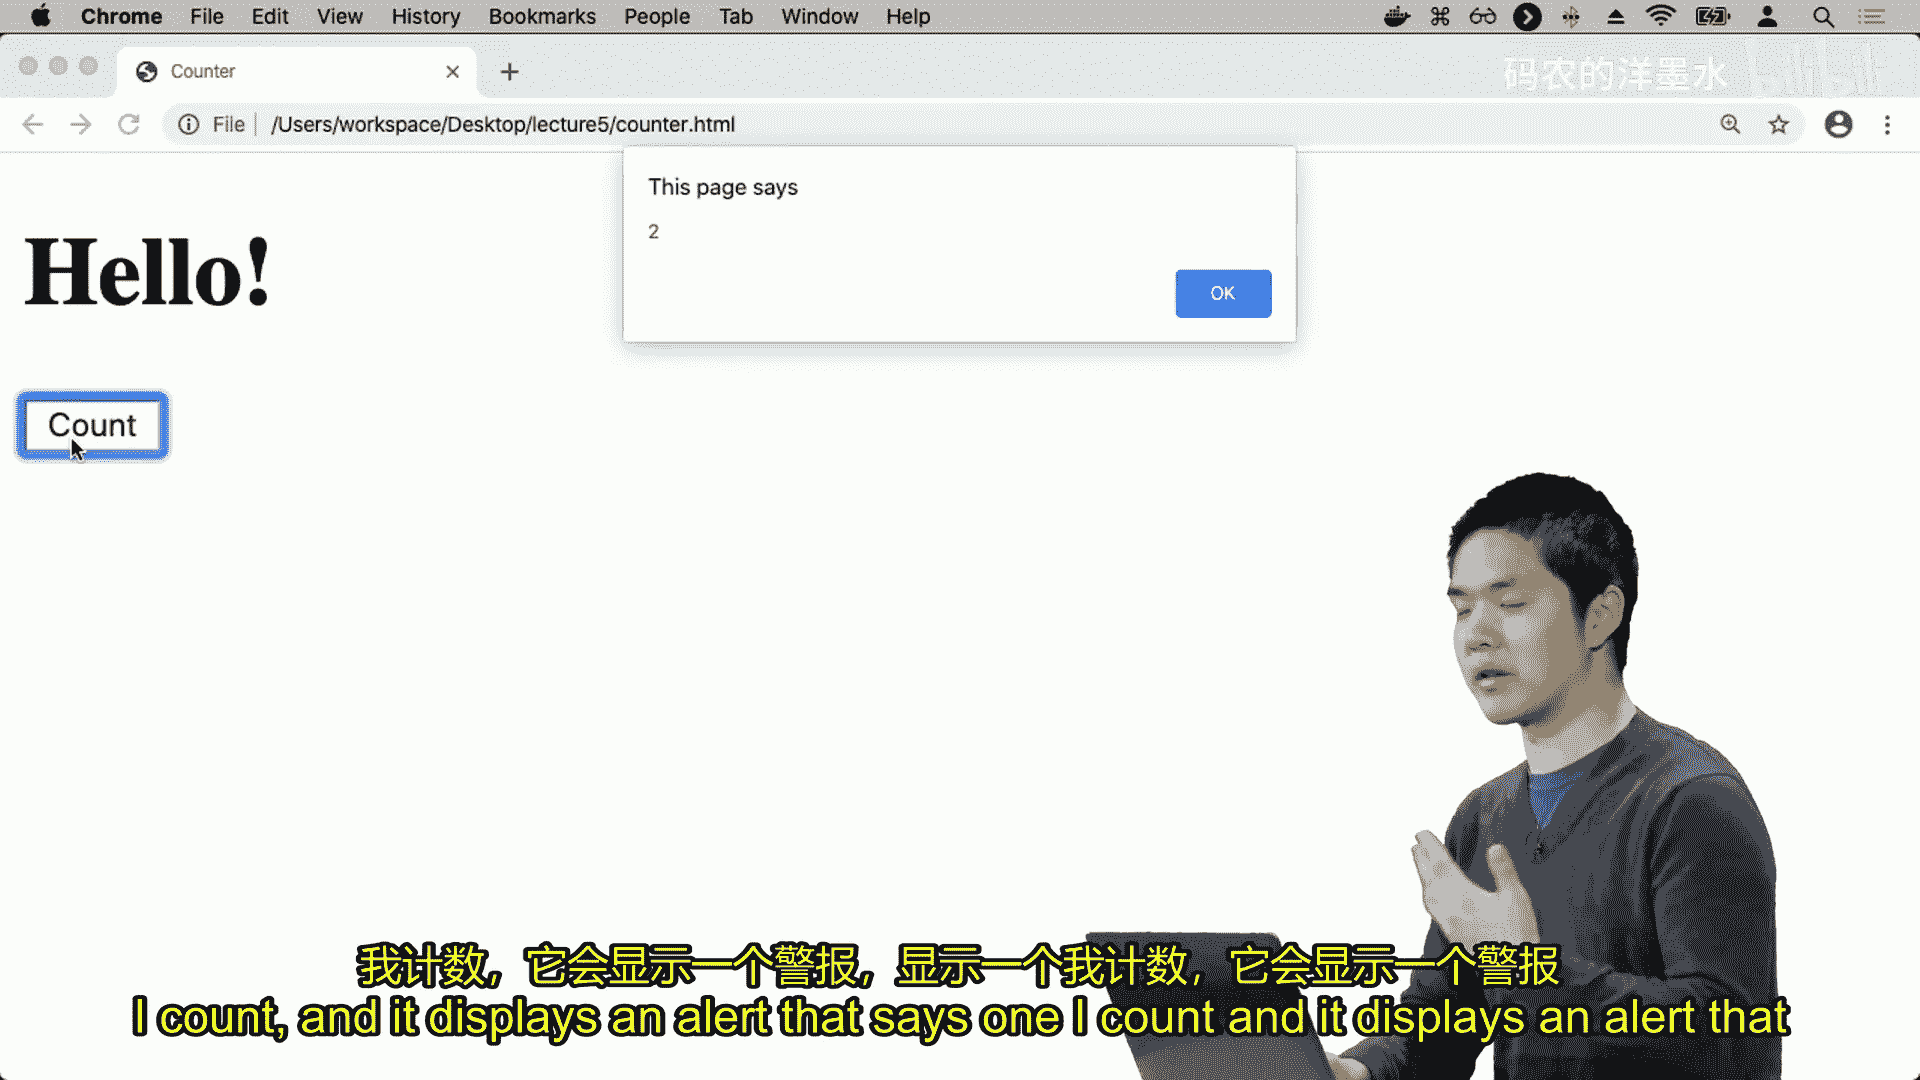 Chrome File Edit View History Bookmarks People Tab Window Help
Counter
码农的洋墨水 bilibili
File /Users/workspace/Desktop/lecture5/counter.html
This page says
2
OK
Hello!
Count
我计数，它会显示一个警报，显示一个我计数，它会显示一个警报
I count, and it displays an alert that says one I count and it displays an alert that